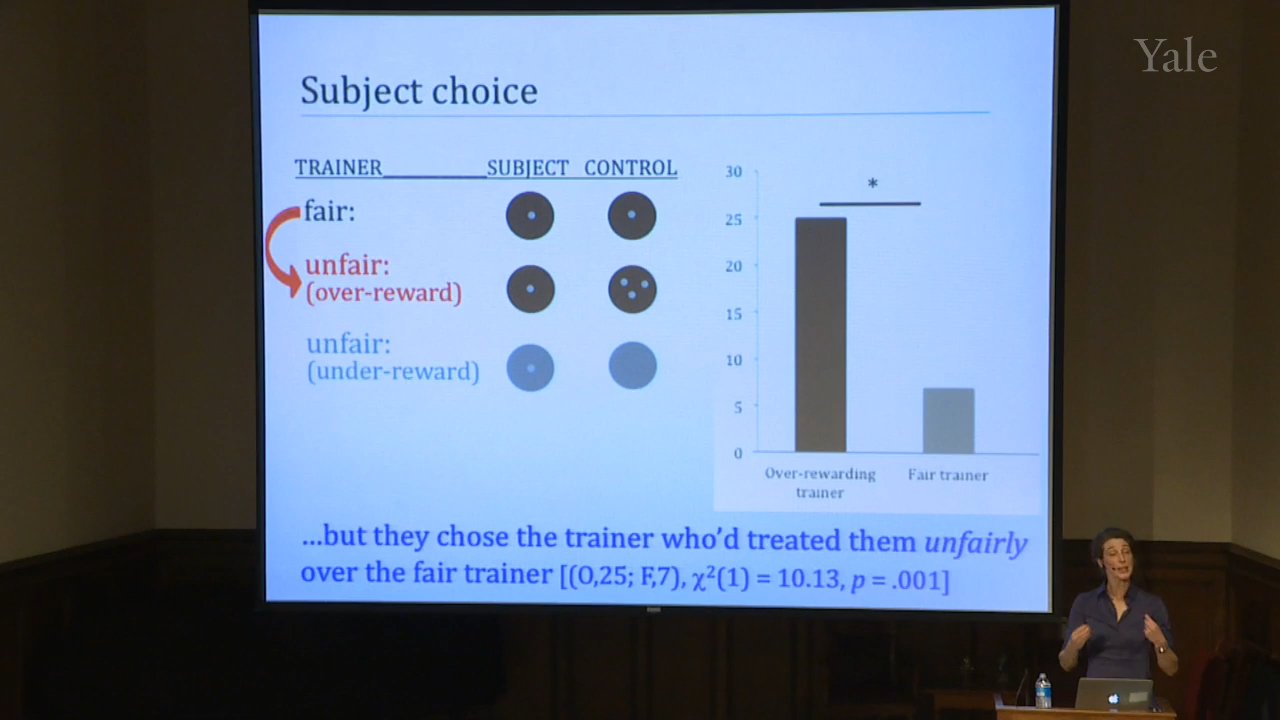 Yale
Subject choice
TRAINER________SUBJECT CONTROL
fair:
unfair:
(over-reward)
unfair:
(under-reward)
30
25
20
15
10
5
0
*
Over-rewarding
trainer
Fair trainer
...but they chose the trainer who'd treated them unfairly
over the fair trainer [(O,25; F,7), χ²(1) = 10.13, p = .001]